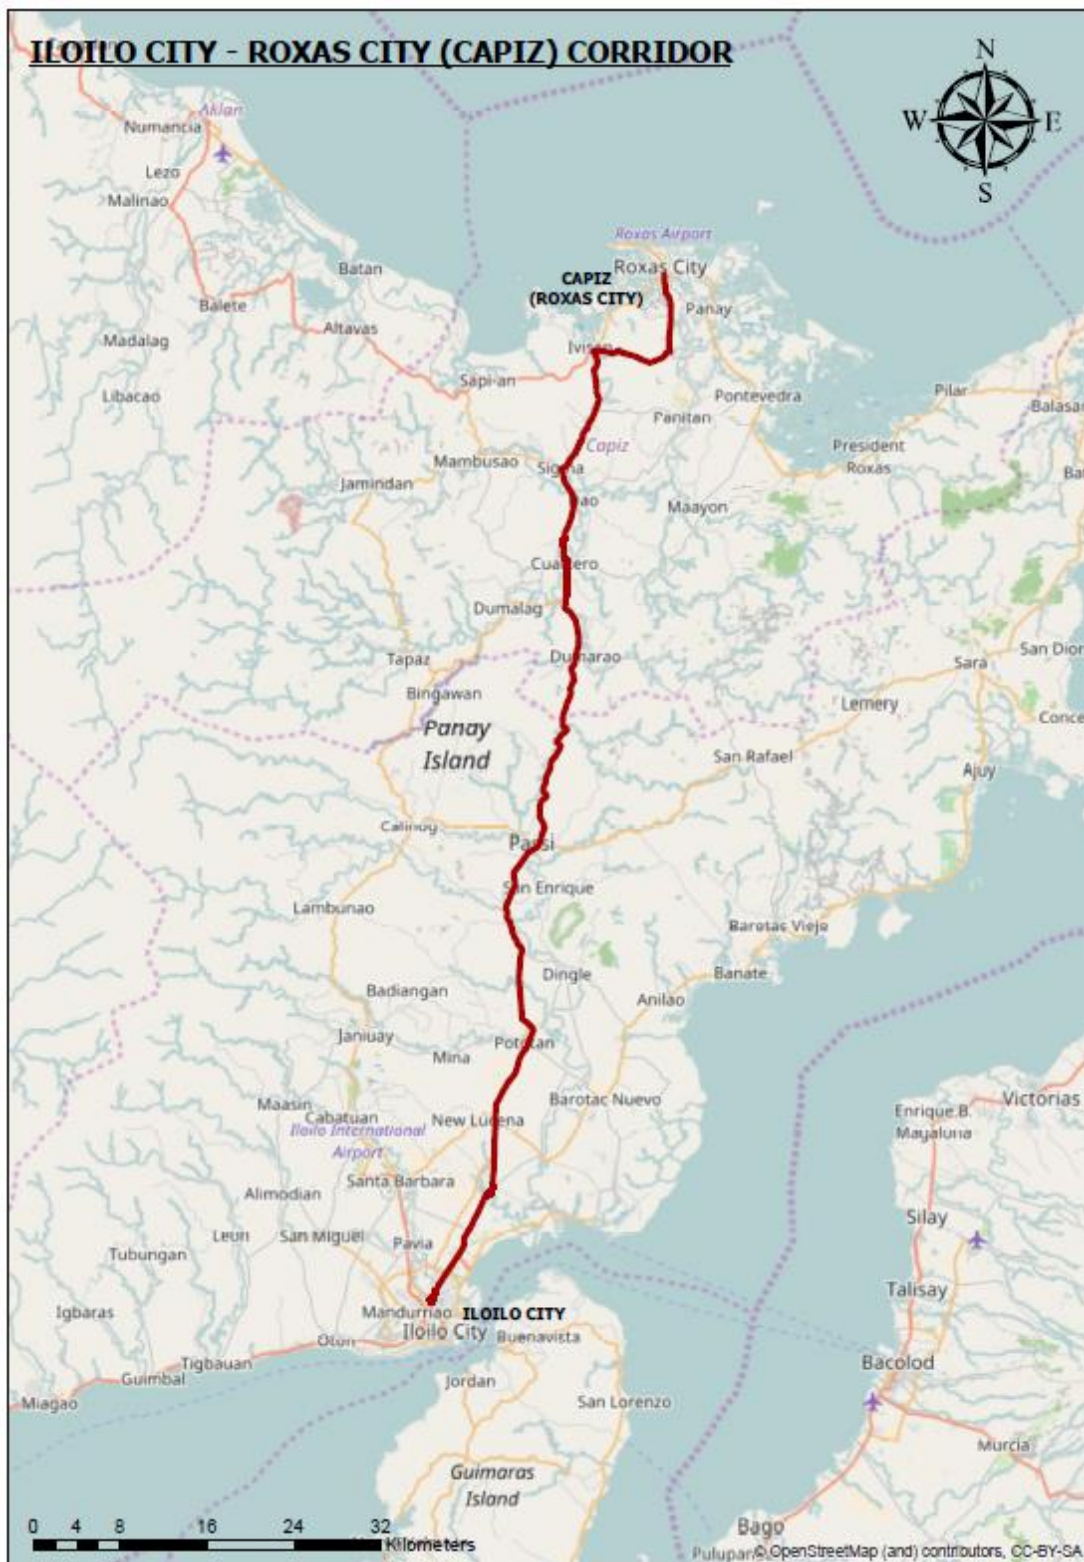 ILOILO CITY - ROXAS CITY (CAPIZ) CORRIDOR
N
W
E
S
Aklan
Numancia
Lezo
Malinao
Roxas Airport
Roxas City
CAPIZ
(ROXAS CITY)
Batan
Balete
Altavas
Panay
Madalag
Libacao
Sapi-an
Pontevedra
Pilar
Panitan
Capiz
President
Roxas
Mambusao
Jamindan
Maayon
Dumalag
Tapaz
Bingawan
San Dion
Sara
Lemery
Conce
Panay
Island
San Rafael
Ajuy
San Enrique
Lambunao
Banate
Dingle
Badiangan
Anilao
Janiuay
Mina
Barotac Nuevo
Victorias
Maasin
Cabatuan
New Lucena
Enrique B.
Iloilo International
Airport
Santa Barbara
Alimodian
San Miguel
Pavia
Tubungan
Silay
Talisay
Igbaras
Mandurriao
ILOILO CITY
Iloilo City
Buenavista
Oton
Tigbauan
Guimbal
Miagao
Bacolod
Jordan
San Lorenzo
Murcia
Guimaras
Island
Bago
0 4 8 16 24 32
Kilometers
© OpenStreetMap (and) contributors, CC-BY-SA